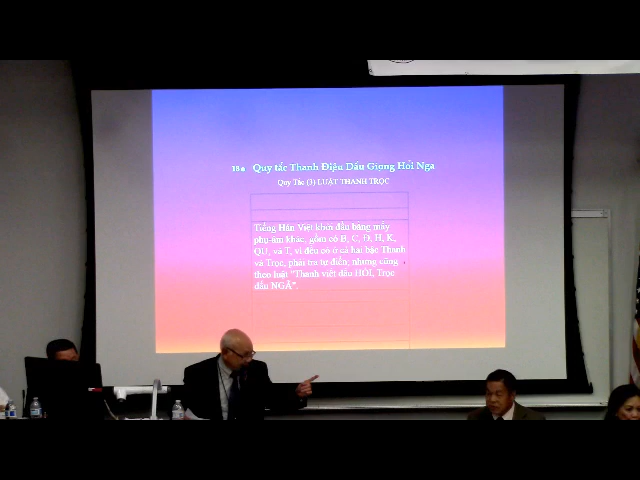 18 • Quy tắc Thanh Điệu Dấu Giọng Hỏi Ngã
Quy Tắc (3) LUẬT THANH TRỌC
Tiếng Hán Việt khởi đầu bằng mấy
phụ-âm khác, gồm có B, C, Đ, H, K,
QU, và T, vì đều có ở cả hai bậc Thanh
và Trọc, phải tra tự điển; nhưng cũng
theo luật "Thanh viết dấu HỎI, Trọc
dấu NGÃ".